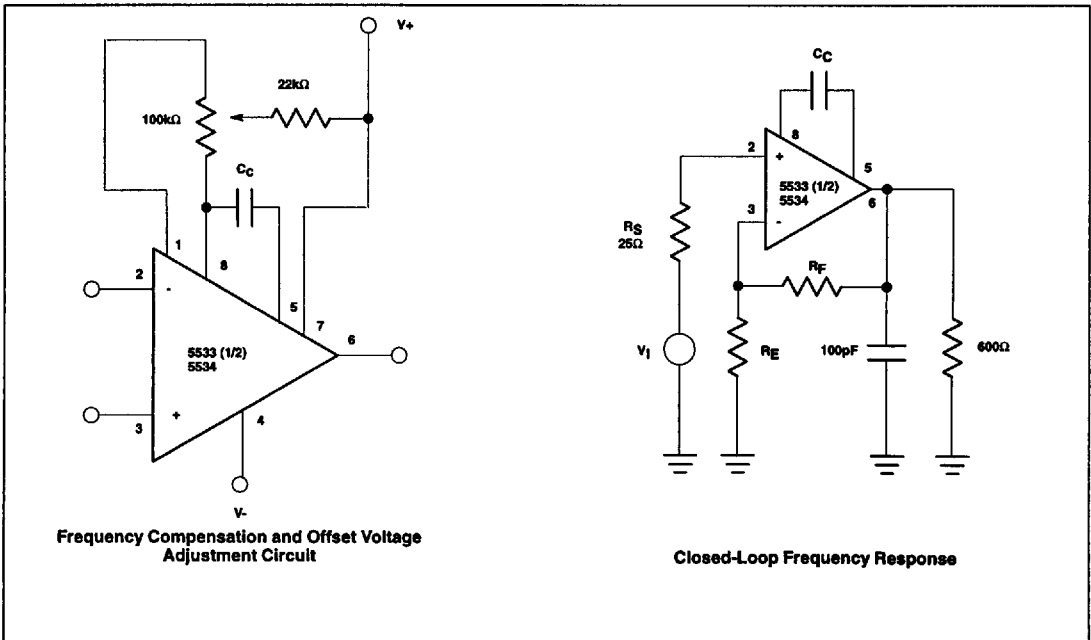 V+
22kΩ
100kΩ
CC
1
8
2
-
5
7
6
5533 (1/2)
5534
+
3
4
V-
Frequency Compensation and Offset Voltage
Adjustment Circuit
CC
8
2
+
5
5533 (1/2)
5534
6
3
-
RS
25Ω
RF
VI
RE
100pF
600Ω
Closed-Loop Frequency Response